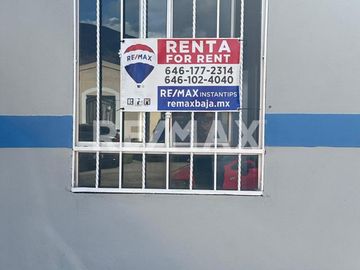 RENTA
FOR RENT
RE/MAX
646-177-2314
646-102-4040
RE/MAX INSTANTIPS
remaxbaja.mx
RE/MAX